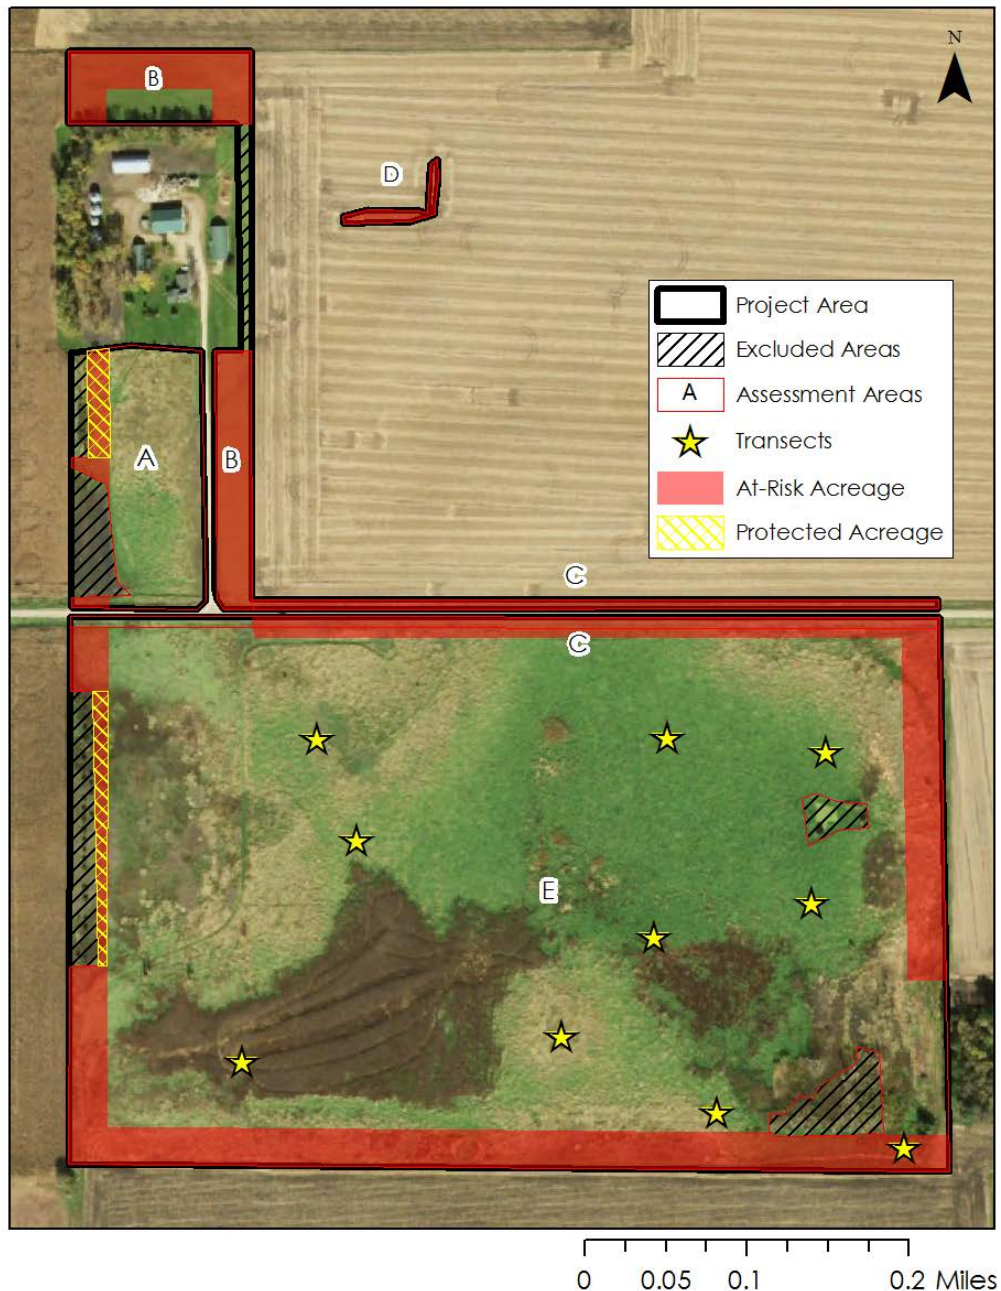 N
B
D
Project Area
Excluded Areas
A Assessment Areas
Transects
At-Risk Acreage
Protected Acreage
A
B
C
C
E
0 0.05 0.1 0.2 Miles